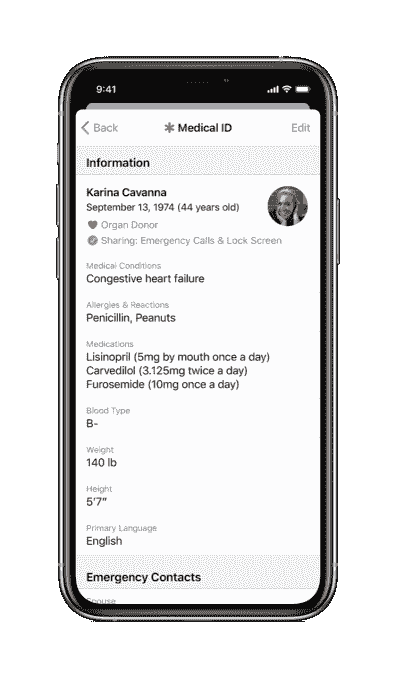 9:41
Back
Medical ID
Edit
Information
Karina Cavanna
September 13, 1974 (44 years old)
Organ Donor
Sharing: Emergency Calls & Lock Screen
Medical Conditions
Congestive heart failure
Allergies & Reactions
Penicillin, Peanuts
Medications
Lisinopril (5mg by mouth once a day)
Carvedilol (3.125mg twice a day)
Furosemide (10mg once a day)
Blood Type
B-
Weight
140 lb
Height
5'7"
Primary Language
English
Emergency Contacts
Spouse